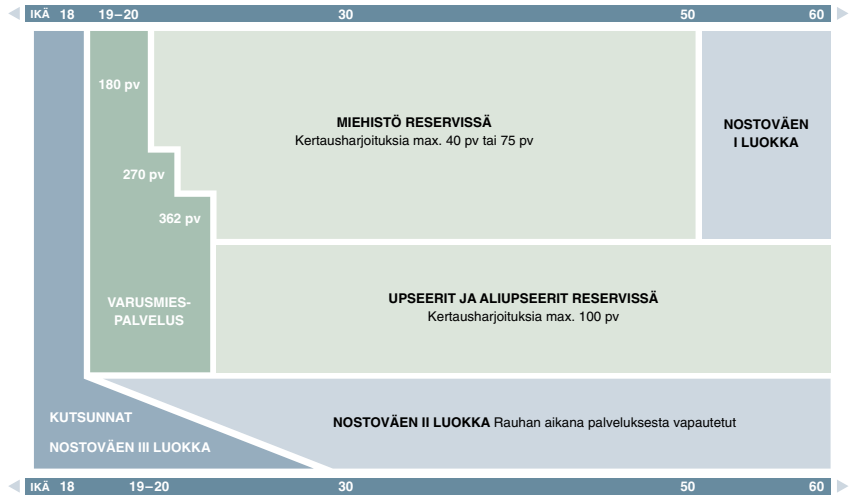 IKÄ 18 19–20 30 50 60
180 pv
MIEHISTÖ RESERVISSÄ
Kertausharjoituksia max. 40 pv tai 75 pv
NOSTOVÄEN
I LUOKKA
270 pv
362 pv
VARUSMIES-
PALVELUS
UPSEERIT JA ALIUPSEERIT RESERVISSÄ
Kertausharjoituksia max. 100 pv
KUTSUNNAT
NOSTOVÄEN III LUOKKA
NOSTOVÄEN II LUOKKA Rauhan aikana palveluksesta vapautetut
IKÄ 18 19–20 30 50 60